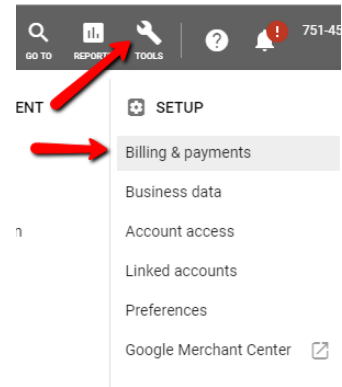 GO TO REPORT TOOLS ? ! 751-45
ENT SETUP
Billing & payments
Business data
n Account access
Linked accounts
Preferences
Google Merchant Center